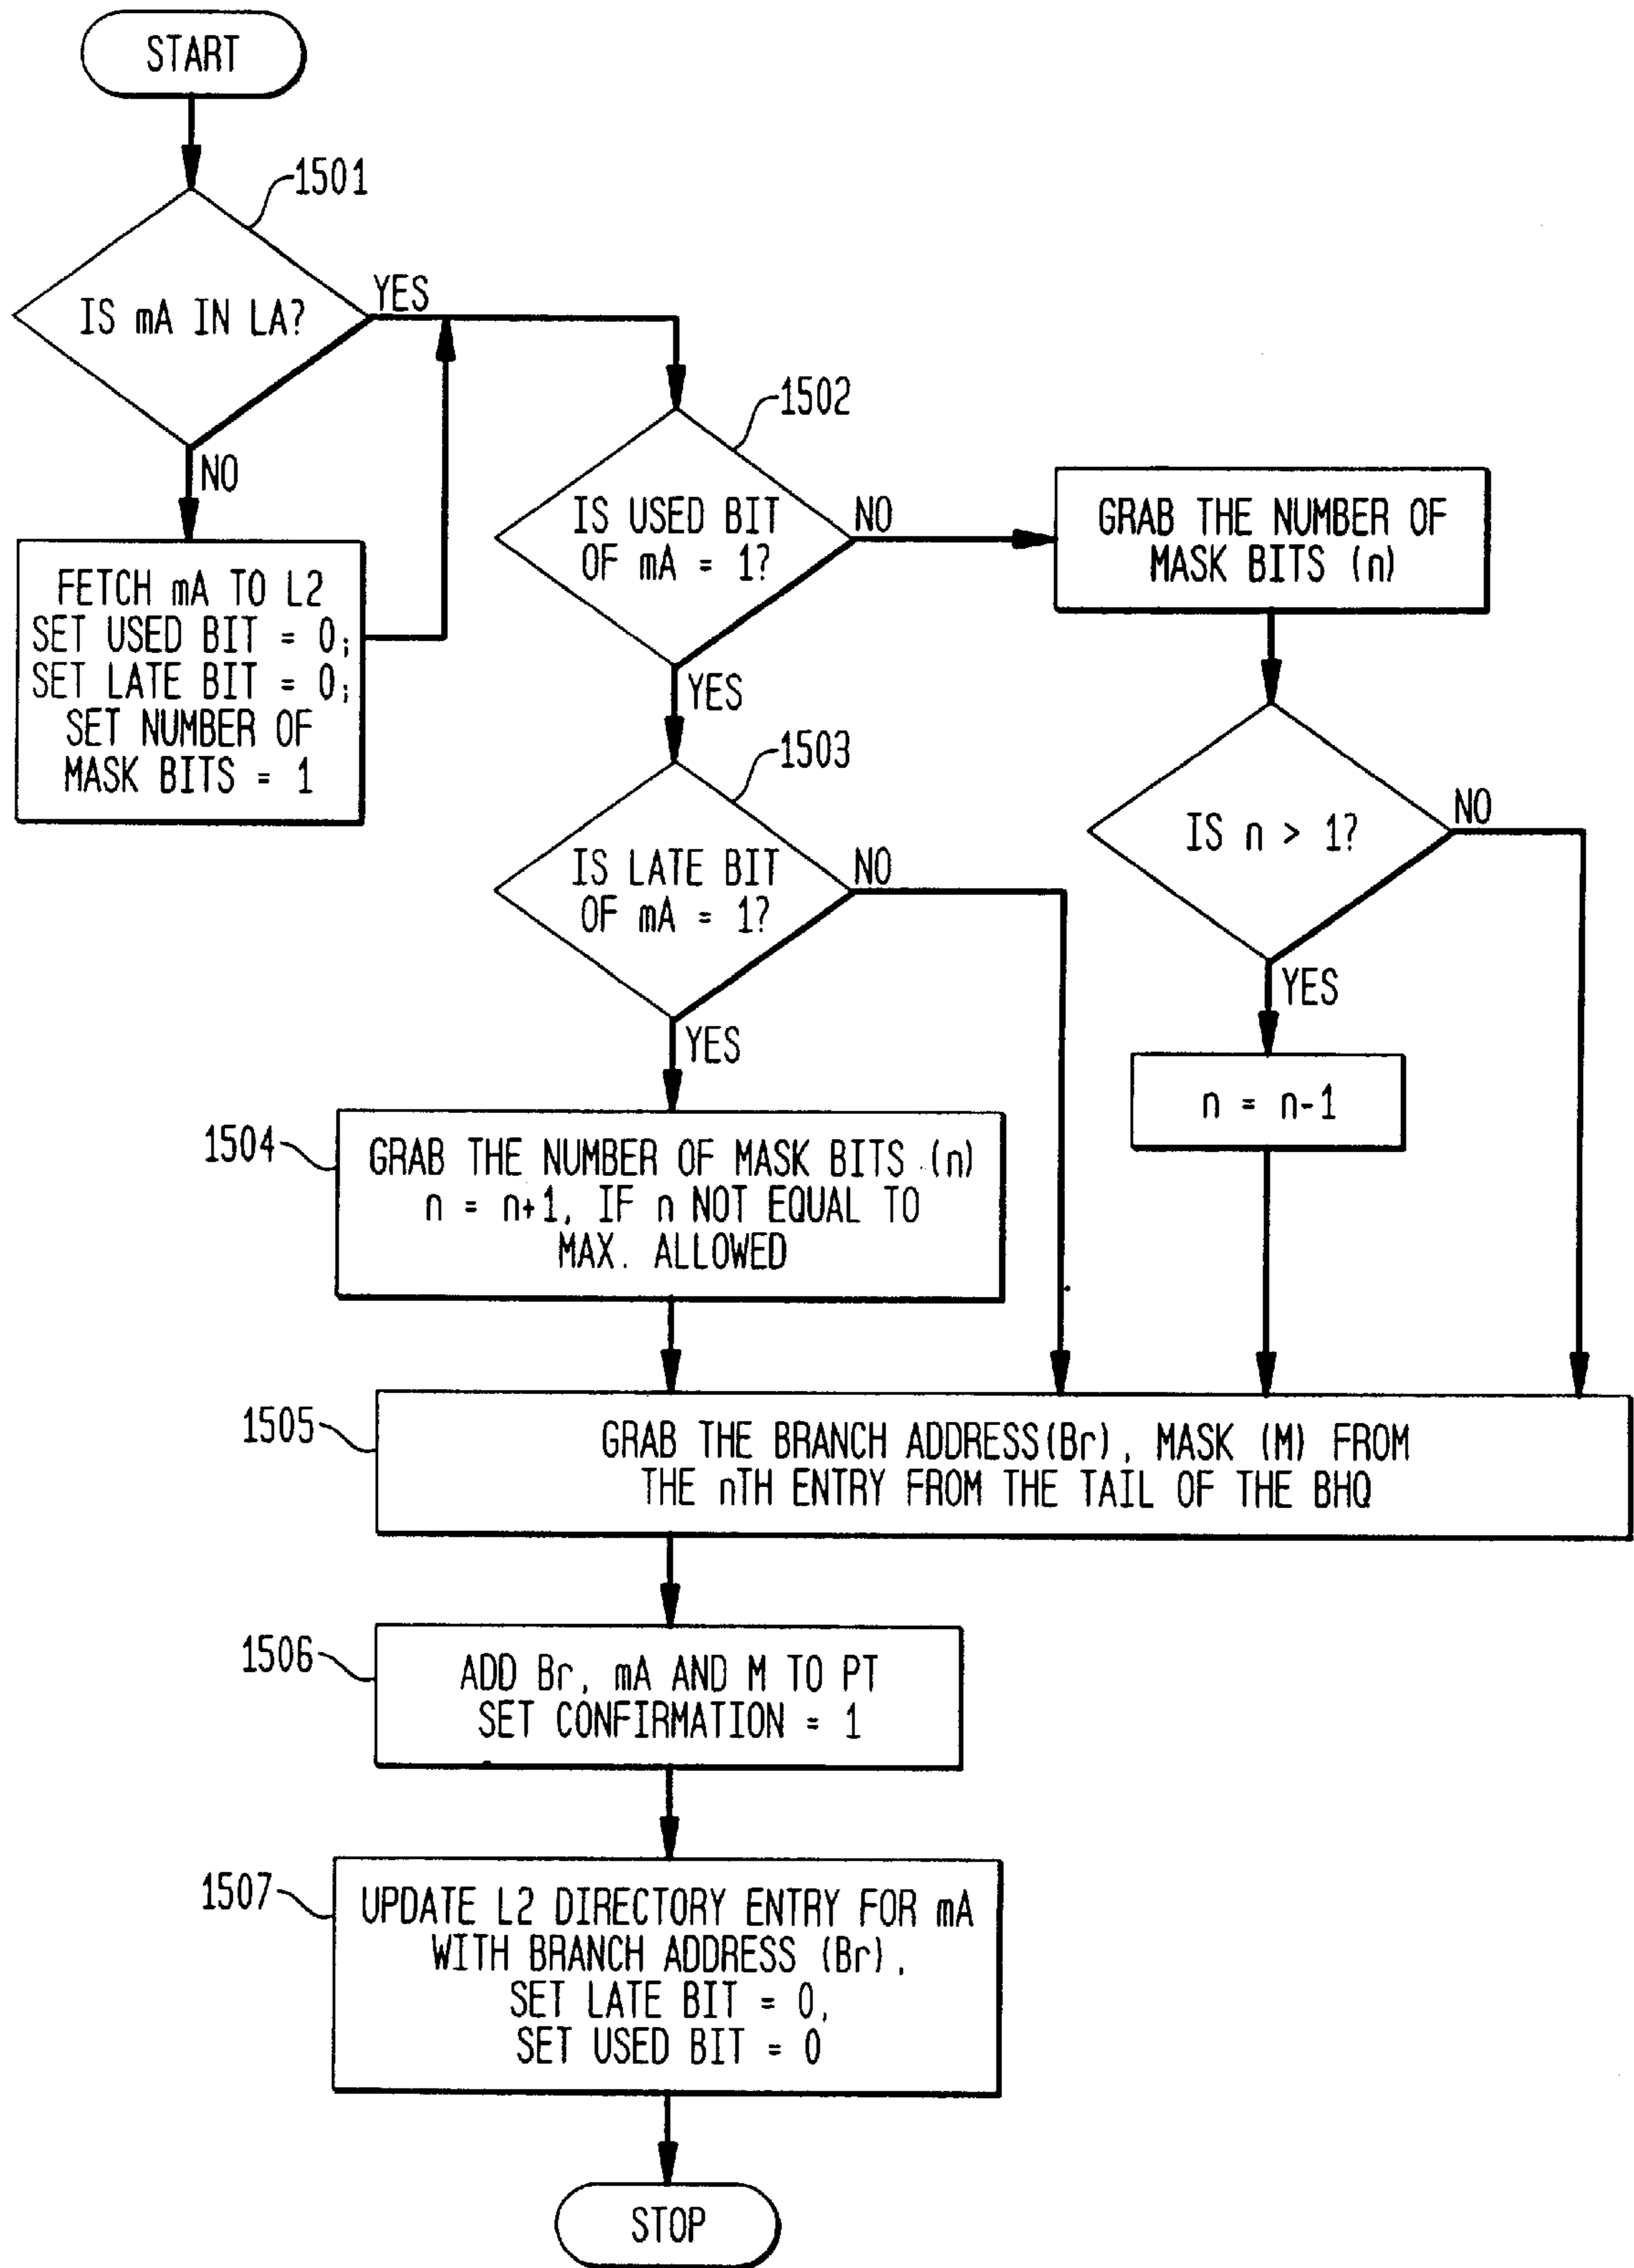 START
1501
IS mA IN LA?
YES
NO
FETCH mA TO L2
SET USED BIT = 0;
SET LATE BIT = 0;
SET NUMBER OF
MASK BITS = 1
1502
IS USED BIT
OF mA = 1?
NO
YES
GRAB THE NUMBER OF
MASK BITS (n)
1503
IS LATE BIT
OF mA = 1?
NO
YES
IS n > 1?
NO
YES
n = n-1
1504
GRAB THE NUMBER OF MASK BITS (n)
n = n+1, IF n NOT EQUAL TO
MAX. ALLOWED
1505
GRAB THE BRANCH ADDRESS(Br), MASK (M) FROM
THE nTH ENTRY FROM THE TAIL OF THE BHQ
1506
ADD Br, mA AND M TO PT
SET CONFIRMATION = 1
1507
UPDATE L2 DIRECTORY ENTRY FOR mA
WITH BRANCH ADDRESS (Br),
SET LATE BIT = 0,
SET USED BIT = 0
STOP